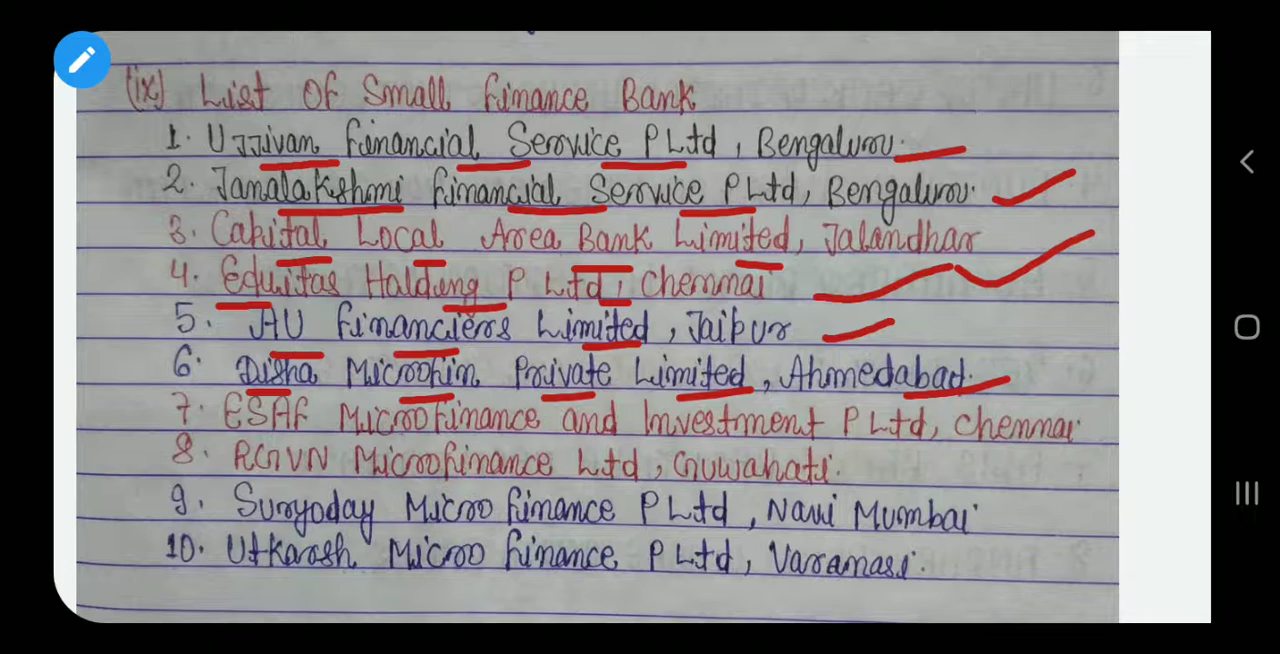 (ix) List Of Small Finance Bank
1. Ujjivan Financial Service P Ltd, Bengaluru.
2. Janalakshmi Financial Service P Ltd, Bengaluru.
3. Capital Local Area Bank Limited, Jalandhar
4. Equitas Holding P Ltd, Chennai
5. AU Financiers Limited, Jaipur
6. Disha Microfin Private Limited, Ahmedabad.
7. ESAF Microfinance and Investment P Ltd, Chennai.
8. RGVN Microfinance Ltd, Guwahati.
9. Suryoday Micro Finance P Ltd, Navi Mumbai
10. Utkarsh Micro Finance P Ltd, Varanasi.